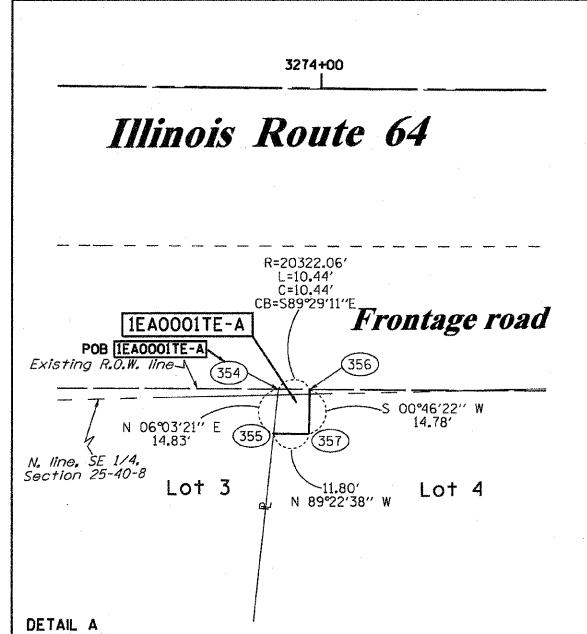 3274+00
Illinois Route 64
R=20322.06'
L=10.44'
C=10.44'
CB=S89°29'11"E
1EA0001TE-A
Frontage road
POB 1EA0001TE-A
Existing R.O.W. line
354
356
N 06°03'21" E
14.83'
S 00°46'22" W
14.78'
355
357
N. line, SE 1/4,
Section 25-40-8
Lot 3
11.80'
N 89°22'38" W
Lot 4
DETAIL A